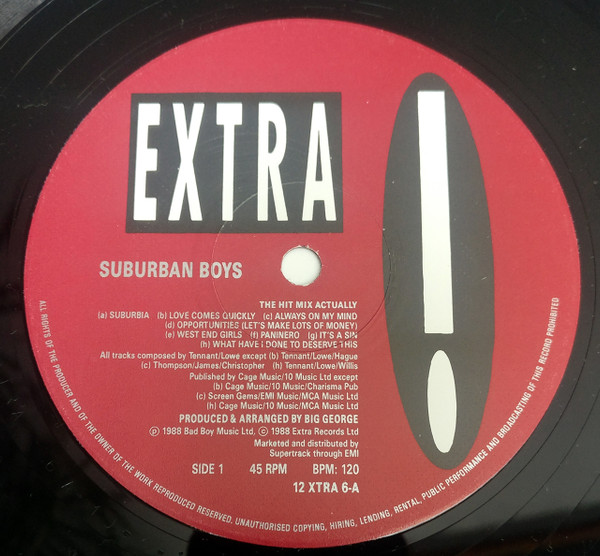 EXTRA
!
SUBURBAN BOYS
THE HIT MIX ACTUALLY
(a) SUBURBIA (b) LOVE COMES QUICKLY (c) ALWAYS ON MY MIND
(d) OPPORTUNITIES (LET'S MAKE LOTS OF MONEY)
(e) WEST END GIRLS (f) PANINERO (g) IT'S A SIN
(h) WHAT HAVE I DONE TO DESERVE THIS
All tracks composed by Tennant/Lowe except (b) Tennant/Lowe/Hague
(c) Thompson/James/Christopher (h) Tennant/Lowe/Willis
Published by Cage Music/10 Music Ltd except
(b) Cage Music/10 Music/Charisma Pub
(c) Screen Gems/EMI Music/MCA Music Ltd
(h) Cage Music/10 Music/MCA Music Ltd
PRODUCED & ARRANGED BY BIG GEORGE
℗ 1988 Bad Boy Music Ltd. © 1988 Extra Records Ltd
Marketed and distributed by
Supertrack through EMI
SIDE 1 45 RPM BPM: 120
12 XTRA 6-A
ALL RIGHTS OF THE PRODUCER AND OF THE OWNER OF THE WORK REPRODUCED RESERVED. UNAUTHORISED COPYING, HIRING, LENDING, RENTAL, PUBLIC PERFORMANCE AND BROADCASTING OF THIS RECORD PROHIBITED